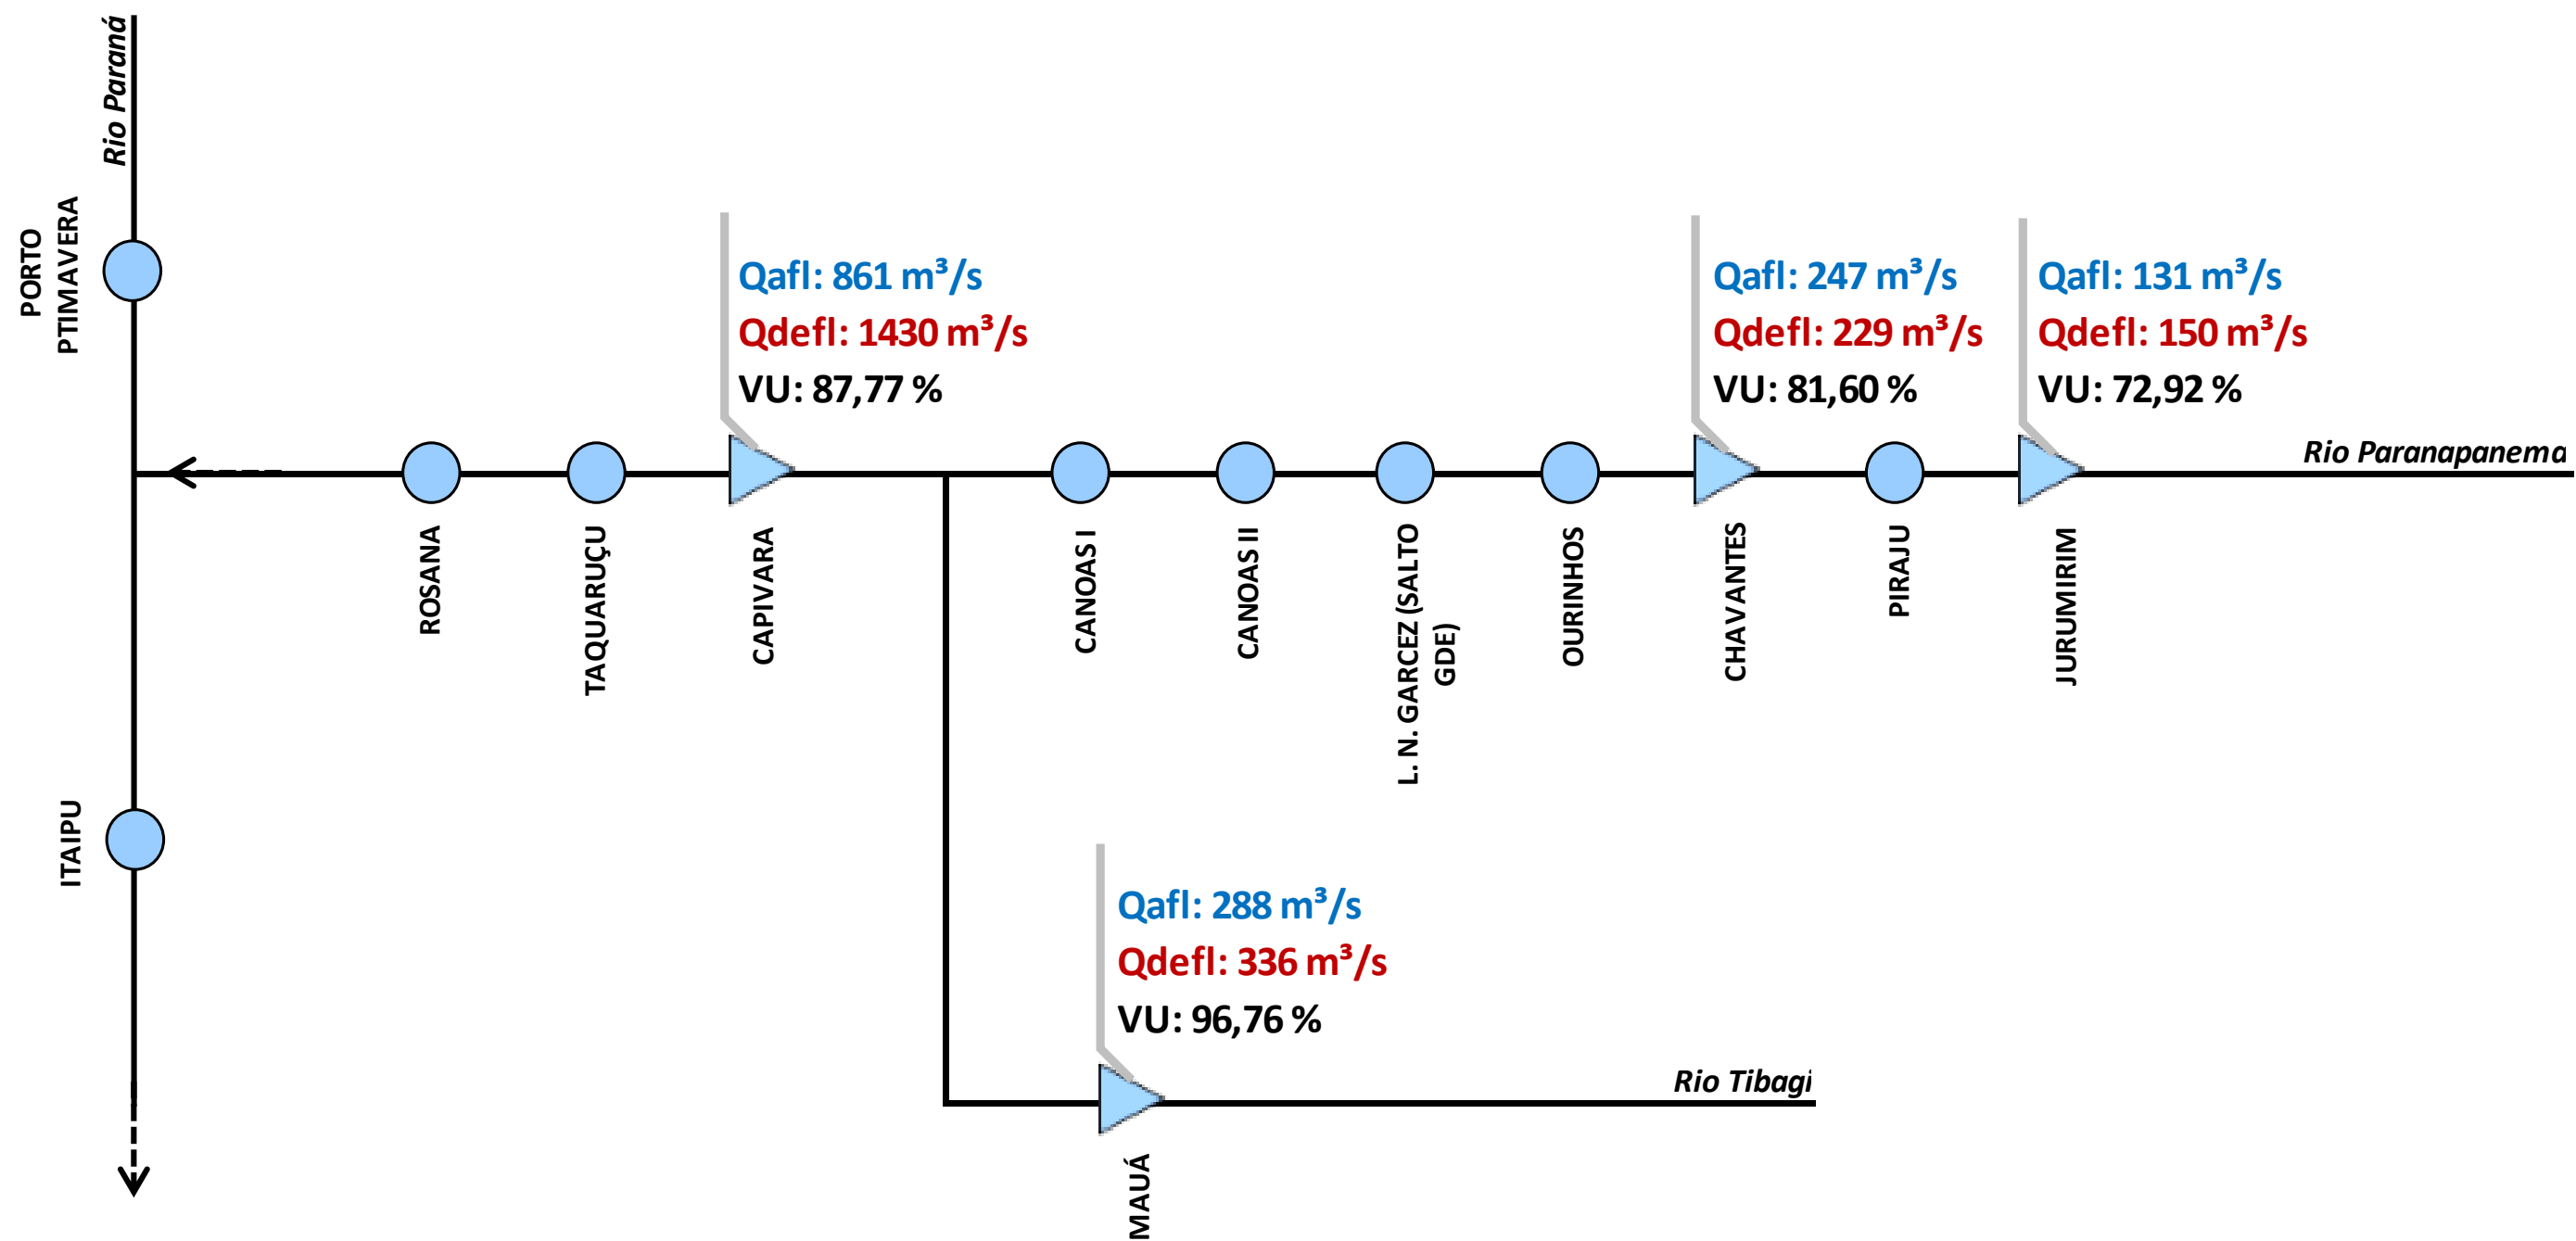 Rio Paraná
PORTO
PTIMAVERA
Qafl: 861 m³/s
Qdefl: 1430 m³/s
VU: 87,77 %
Qafl: 247 m³/s
Qdefl: 229 m³/s
VU: 81,60 %
Qafl: 131 m³/s
Qdefl: 150 m³/s
VU: 72,92 %
Rio Paranapanema
ROSANA
TAQUARUÇU
CAPIVARA
CANOAS I
CANOAS II
L. N. GARCEZ (SALTO
GDE)
OURINHOS
CHAVANTES
PIRAJU
JURUMIRIM
ITAIPU
Qafl: 288 m³/s
Qdefl: 336 m³/s
VU: 96,76 %
Rio Tibagi
MAUÁ